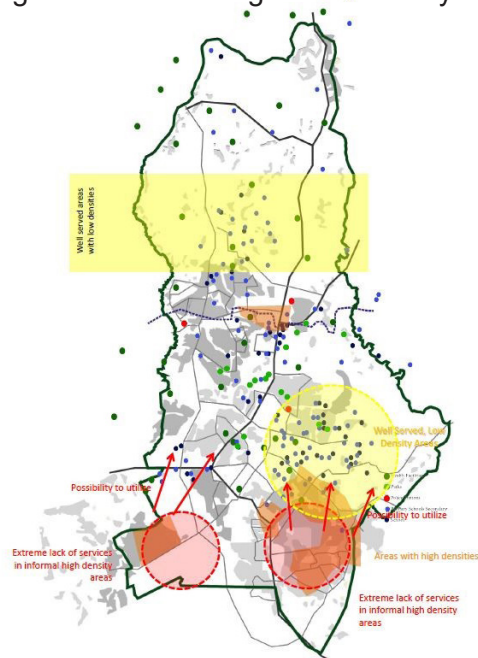 Well served areas
with low densities
Well Served, Low
Density Areas
Possibility to utilize
Possibility to utilize
Extreme lack of services
in informal high density
areas
Areas with high densities
Extreme lack of services
in informal high density
areas